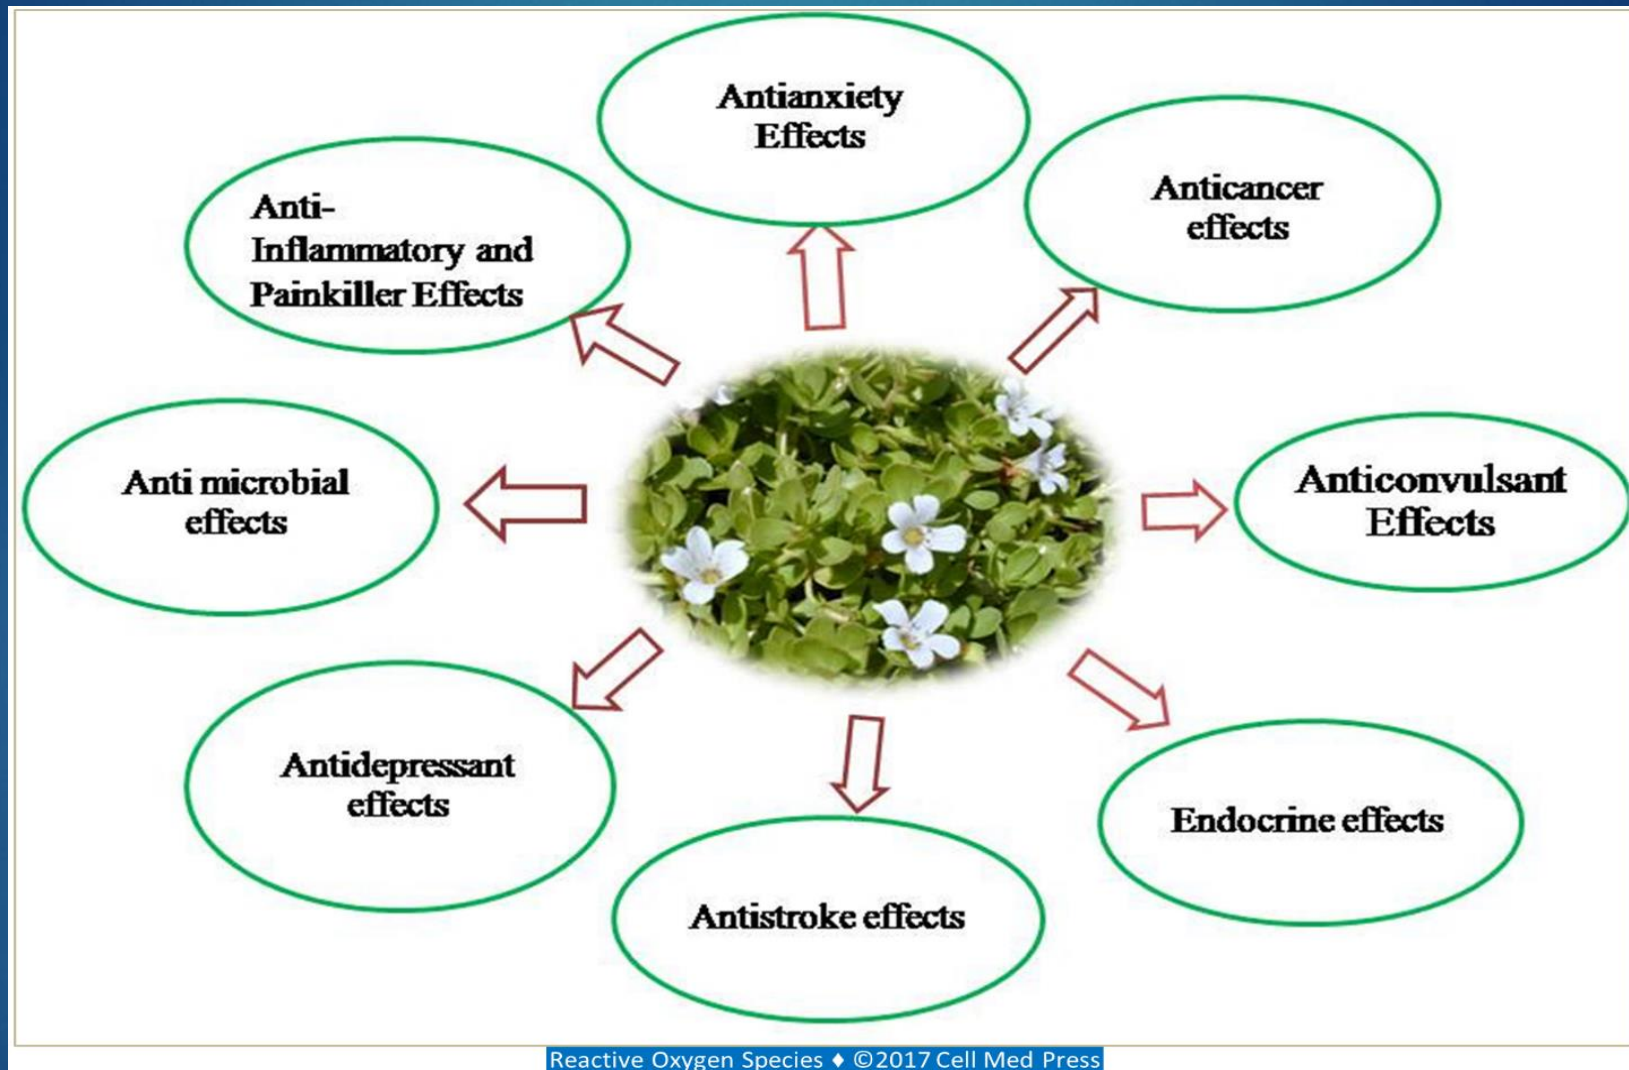 Antianxiety
Effects
Anticancer
effects
Anti-
Inflammatory and
Painkiller Effects
Anti microbial
effects
Anticonvulsant
Effects
Antidepressant
effects
Endocrine effects
Antistroke effects
Reactive Oxygen Species ♦ ©2017 Cell Med Press